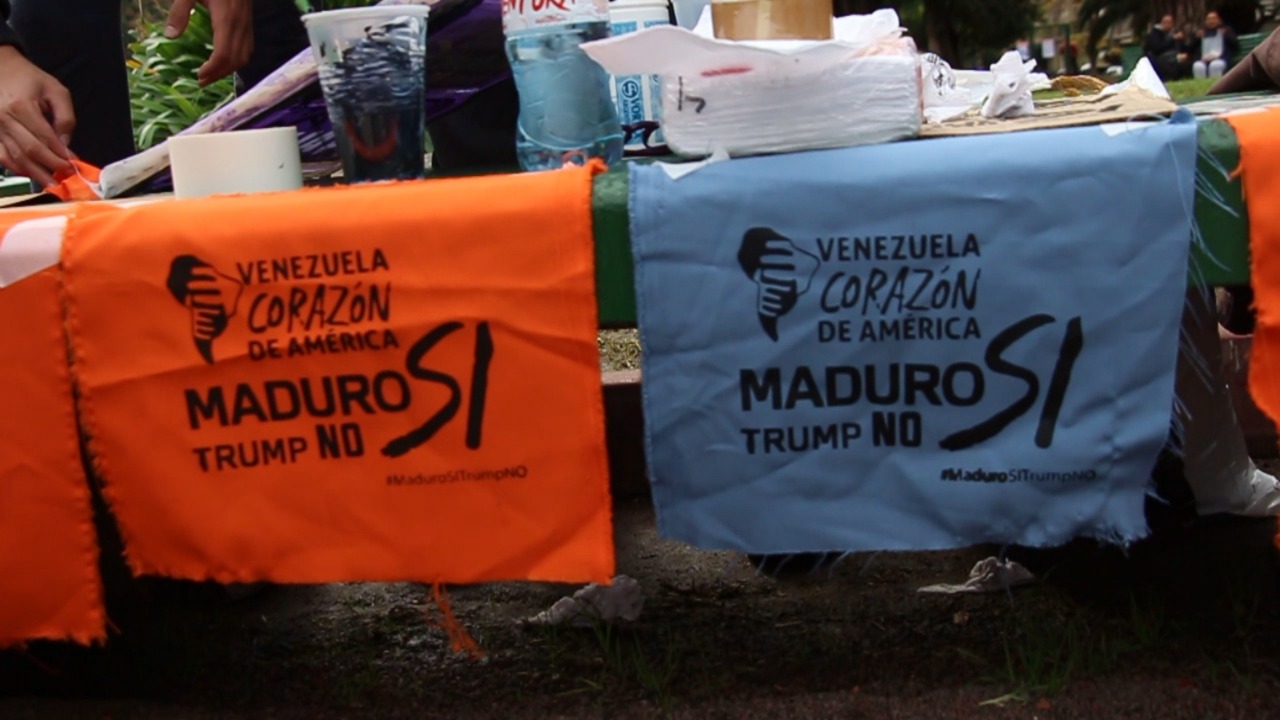 VENEZUELA
CORAZÓN
DE AMÉRICA
MADURO SI
TRUMP NO
#MaduroSITrumpNO
VENEZUELA
CORAZÓN
DE AMÉRICA
MADURO SI
TRUMP NO
#MaduroSITrumpNO